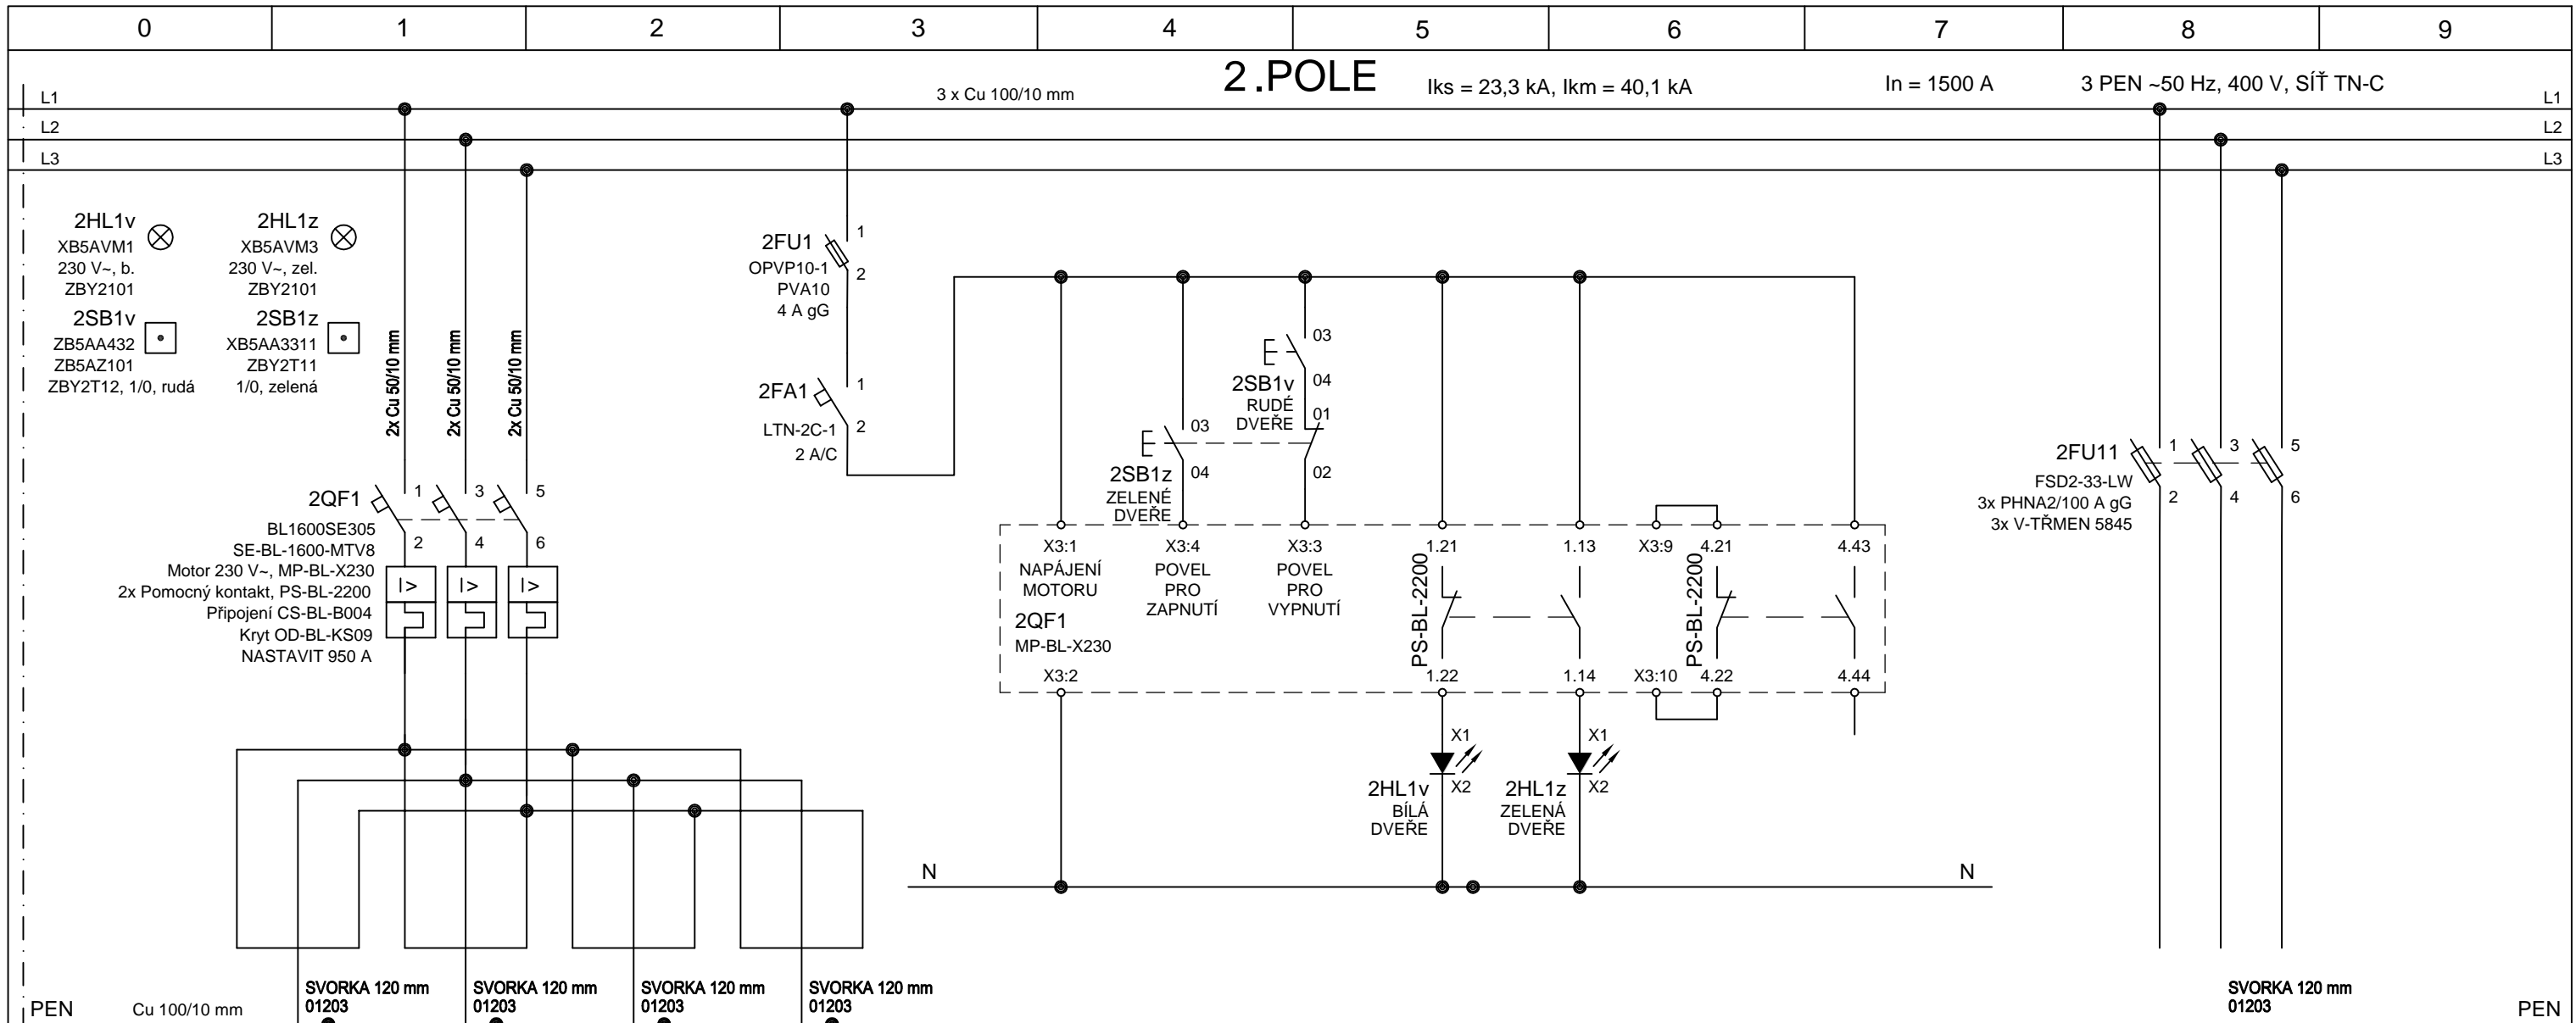 0 1 2 3 4 5 6 7 8 9
2.POLE
Iks = 23,3 kA, Ikm = 40,1 kA
In = 1500 A
3 PEN ~50 Hz, 400 V, SÍŤ TN-C
3 x Cu 100/10 mm
L1
L1
L2
L2
L3
L3
2HL1v
XB5AVM1
230 V~, b.
ZBY2101
2HL1z
XB5AVM3
230 V~, zel.
ZBY2101
2SB1v
ZB5AA432
ZB5AZ101
ZBY2T12, 1/0, rudá
2SB1z
XB5AA3311
ZBY2T11
1/0, zelená
2x Cu 50/10 mm
2x Cu 50/10 mm
2x Cu 50/10 mm
2QF1
BL1600SE305
SE-BL-1600-MTV8
Motor 230 V~, MP-BL-X230
2x Pomocný kontakt, PS-BL-2200
Připojení CS-BL-B004
Kryt OD-BL-KS09
NASTAVIT 950 A
1
3
5
2
4
6
I>
I>
I>
2FU1
OPVP10-1
PVA10
4 A gG
1
2
2FA1
LTN-2C-1
2 A/C
1
2
03
04
2SB1v
RUDÉ
DVEŘE
01
02
03
04
2SB1z
ZELENÉ
DVEŘE
X3:1
NAPÁJENÍ
MOTORU
X3:4
POVEL
PRO
ZAPNUTÍ
X3:3
POVEL
PRO
VYPNUTÍ
1.21
1.13
X3:9
4.21
4.43
2QF1
MP-BL-X230
PS-BL-2200
PS-BL-2200
X3:2
1.22
1.14
X3:10
4.22
4.44
X1
X2
2HL1v
BÍLÁ
DVEŘE
X1
X2
2HL1z
ZELENÁ
DVEŘE
N
N
2FU11
FSD2-33-LW
3x PHNA2/100 A gG
3x V-TŘMEN 5845
1
3
5
2
4
6
SVORKA 120 mm
01203
SVORKA 120 mm
01203
SVORKA 120 mm
01203
SVORKA 120 mm
01203
SVORKA 120 mm
01203
PEN
Cu 100/10 mm
PEN